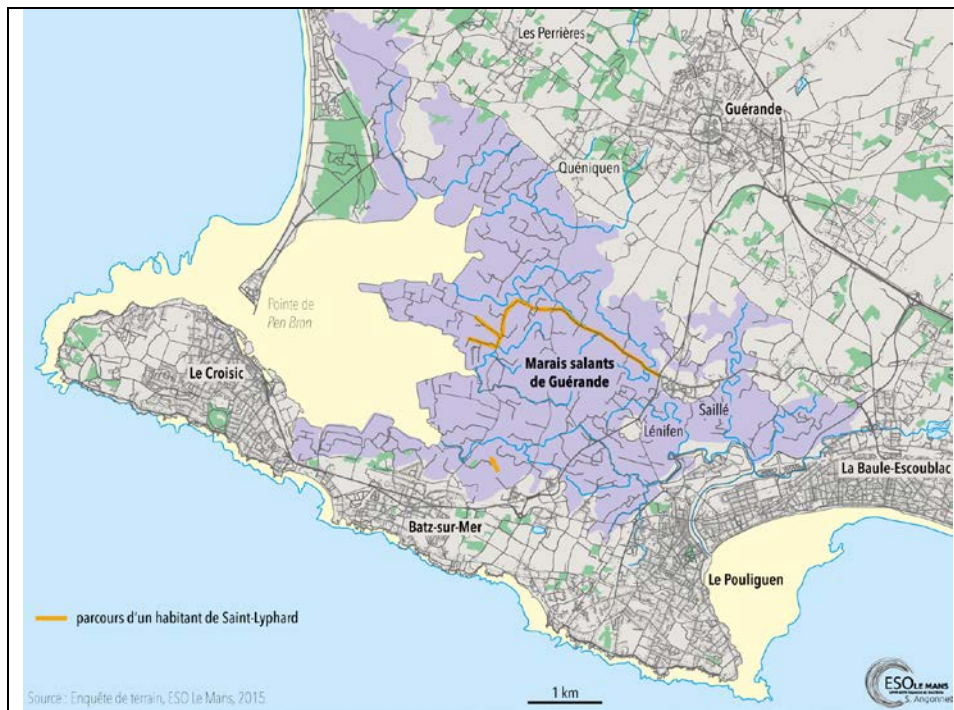 Les Perrières
Guérande
Quéniquen
Pointe de
Pen Bron
Marais salants
de Guérande
Le Croisic
Saillé
Lénifen
La Baule-Escoublac
Batz-sur-Mer
Le Pouliguen
parcours d'un habitant de Saint-Lyphard
Source : Enquête de terrain, ESO Le Mans, 2015
1 km
ESO LE MANS
S. Angonnet